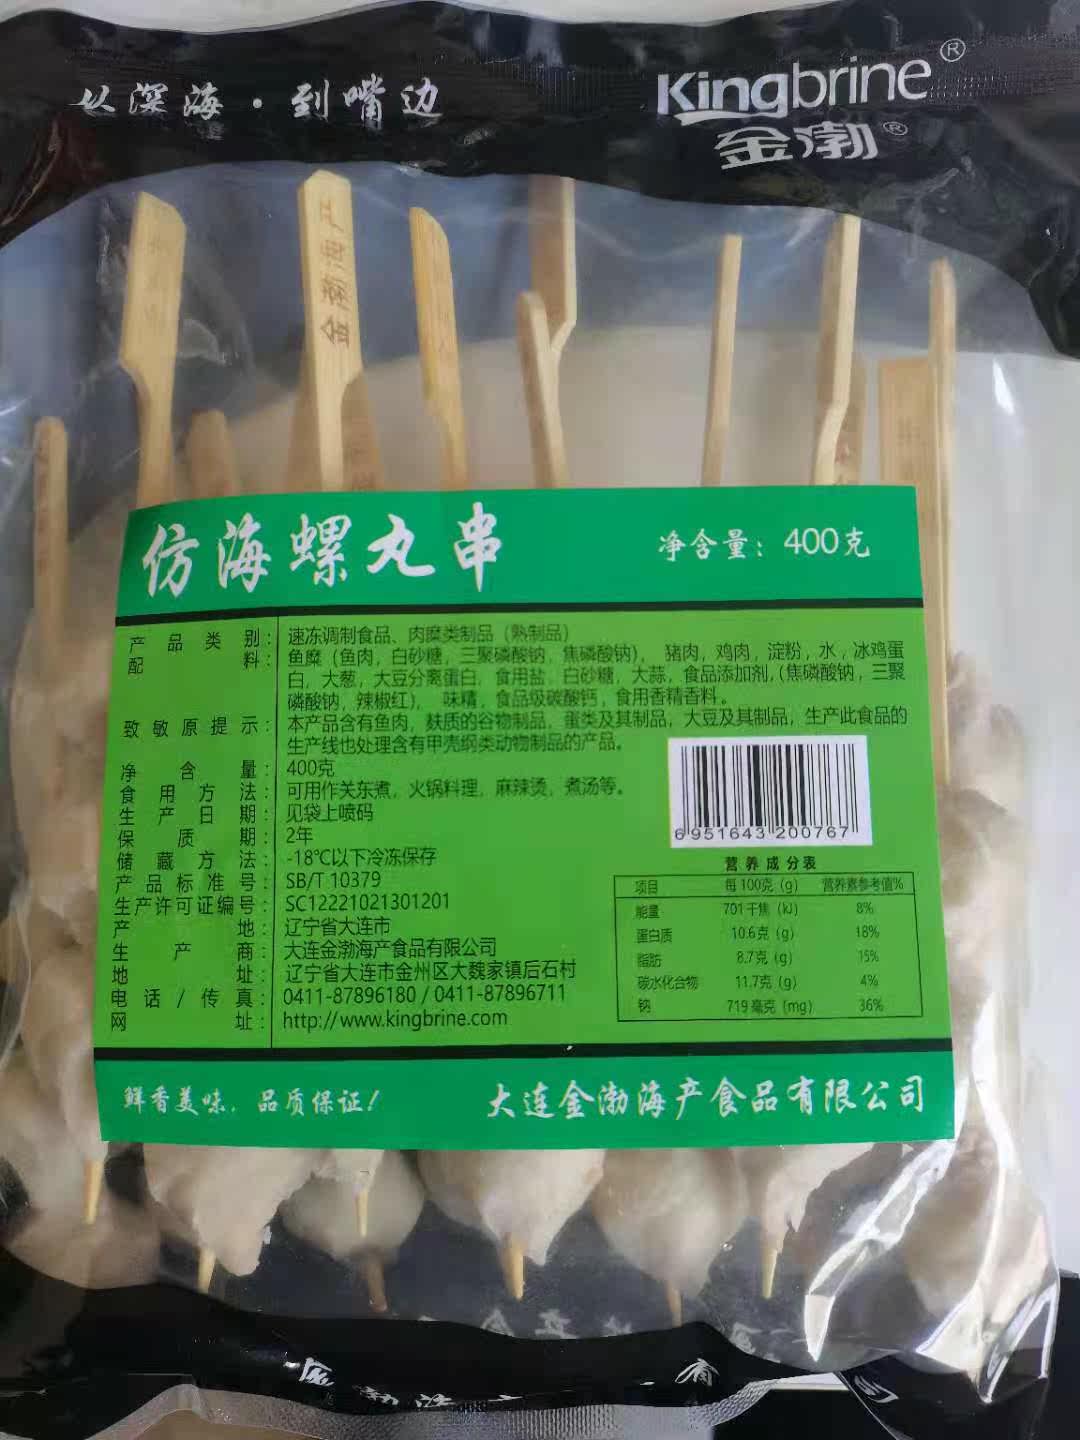 从深海·到嘴边
Kingbrine®
金渤®
金渤海产
仿海螺丸串
净含量：400克
产品类别：速冻调制食品、肉糜类制品（熟制品）
配料：鱼糜（鱼肉，白砂糖，三聚磷酸钠，焦磷酸钠），猪肉，鸡肉，淀粉，水，冰鸡蛋
白，大葱，大豆分离蛋白，食用盐，白砂糖，大蒜，食品添加剂，（焦磷酸钠，三聚
磷酸钠，辣椒红），味精，食品级碳酸钙，食用香精香料。
致敏原提示：本产品含有鱼肉，麸质的谷物制品，蛋类及其制品，大豆及其制品，生产此食品的
生产线也处理含有甲壳纲类动物制品的产品。
净含量：400克
食用方法：可用作关东煮，火锅料理，麻辣烫，煮汤等。
生产日期：见袋上喷码
保质期：2年
储藏方法：-18℃以下冷冻保存
产品标准号：SB/T 10379
生产许可证编号：SC12221021301201
产地：辽宁省大连市
生产商：大连金渤海产食品有限公司
地址：辽宁省大连市金州区大魏家镇后石村
电话/传真：0411-87896180 / 0411-87896711
网址：http://www.kingbrine.com
6 951643 200767
营养成分表
项目 每100克（g） 营养素参考值%
能量 701千焦（kJ） 8%
蛋白质 10.6克（g） 18%
脂肪 8.7克（g） 15%
碳水化合物 11.7克（g） 4%
钠 719毫克（mg） 36%
鲜香美味，品质保证！
大连金渤海产食品有限公司